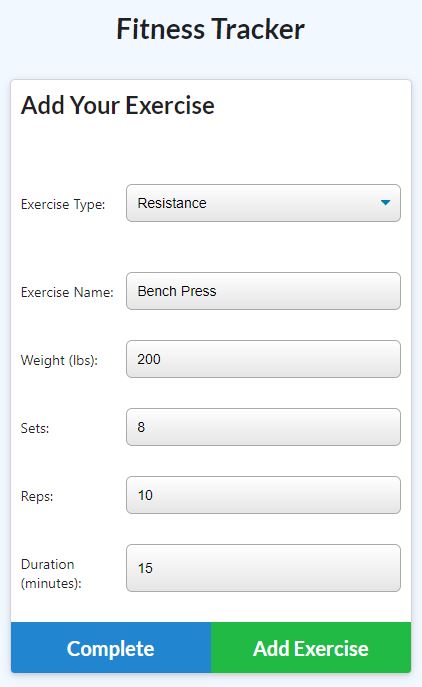 Fitness Tracker
Add Your Exercise
Exercise Type: Resistance
Exercise Name: Bench Press
Weight (lbs): 200
Sets: 8
Reps: 10
Duration
(minutes): 15
Complete Add Exercise